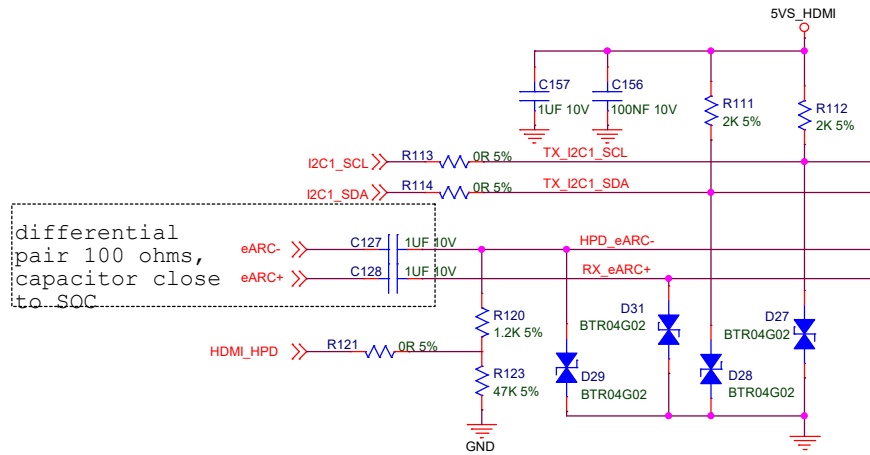 5VS_HDMI
C157
1UF 10V
C156
100NF 10V
R111
2K 5%
R112
2K 5%
I2C1_SCL
R113
0R 5%
TX_I2C1_SCL
I2C1_SDA
R114
0R 5%
TX_I2C1_SDA
differential
pair 100 ohms,
capacitor close
to SOC
eARC-
C127
1UF 10V
HPD_eARC-
eARC+
C128
1UF 10V
RX_eARC+
R120
1.2K 5%
HDMI_HPD
R121
0R 5%
R123
47K 5%
GND
D31
BTR04G02
D27
BTR04G02
D29
BTR04G02
D28
BTR04G02